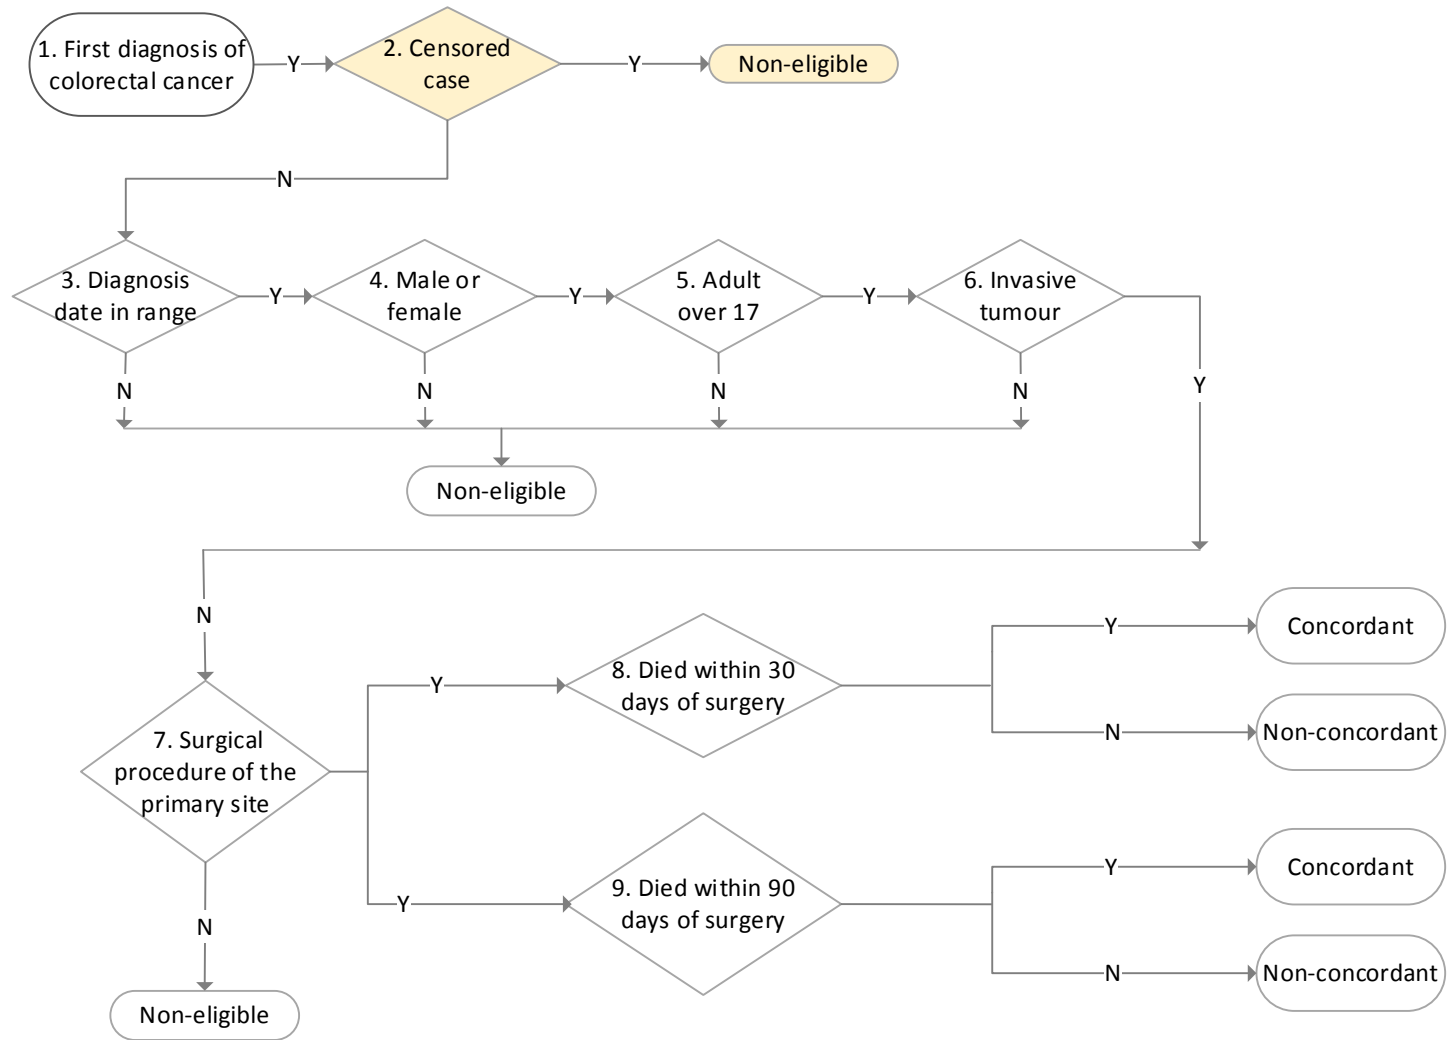 1. First diagnosis of
colorectal cancer
Y
2. Censored
case
Y
Non-eligible
N
3. Diagnosis
date in range
Y
4. Male or
female
Y
5. Adult
over 17
Y
6. Invasive
tumour
N
N
N
N
Y
Non-eligible
N
7. Surgical
procedure of the
primary site
Y
8. Died within 30
days of surgery
Y
Concordant
N
Non-concordant
Y
9. Died within 90
days of surgery
Y
Concordant
N
Non-concordant
N
Non-eligible